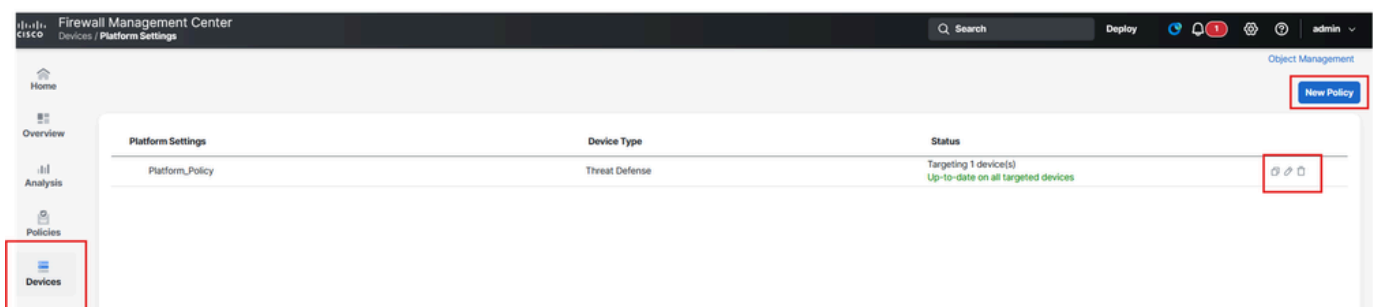 cisco
Firewall Management Center
Devices / Platform Settings
Search
Deploy
1
admin
Object Management
New Policy
Home
Overview
Analysis
Policies
Devices
Platform Settings Device Type Status
Platform_Policy Threat Defense Targeting 1 device(s)
Up-to-date on all targeted devices